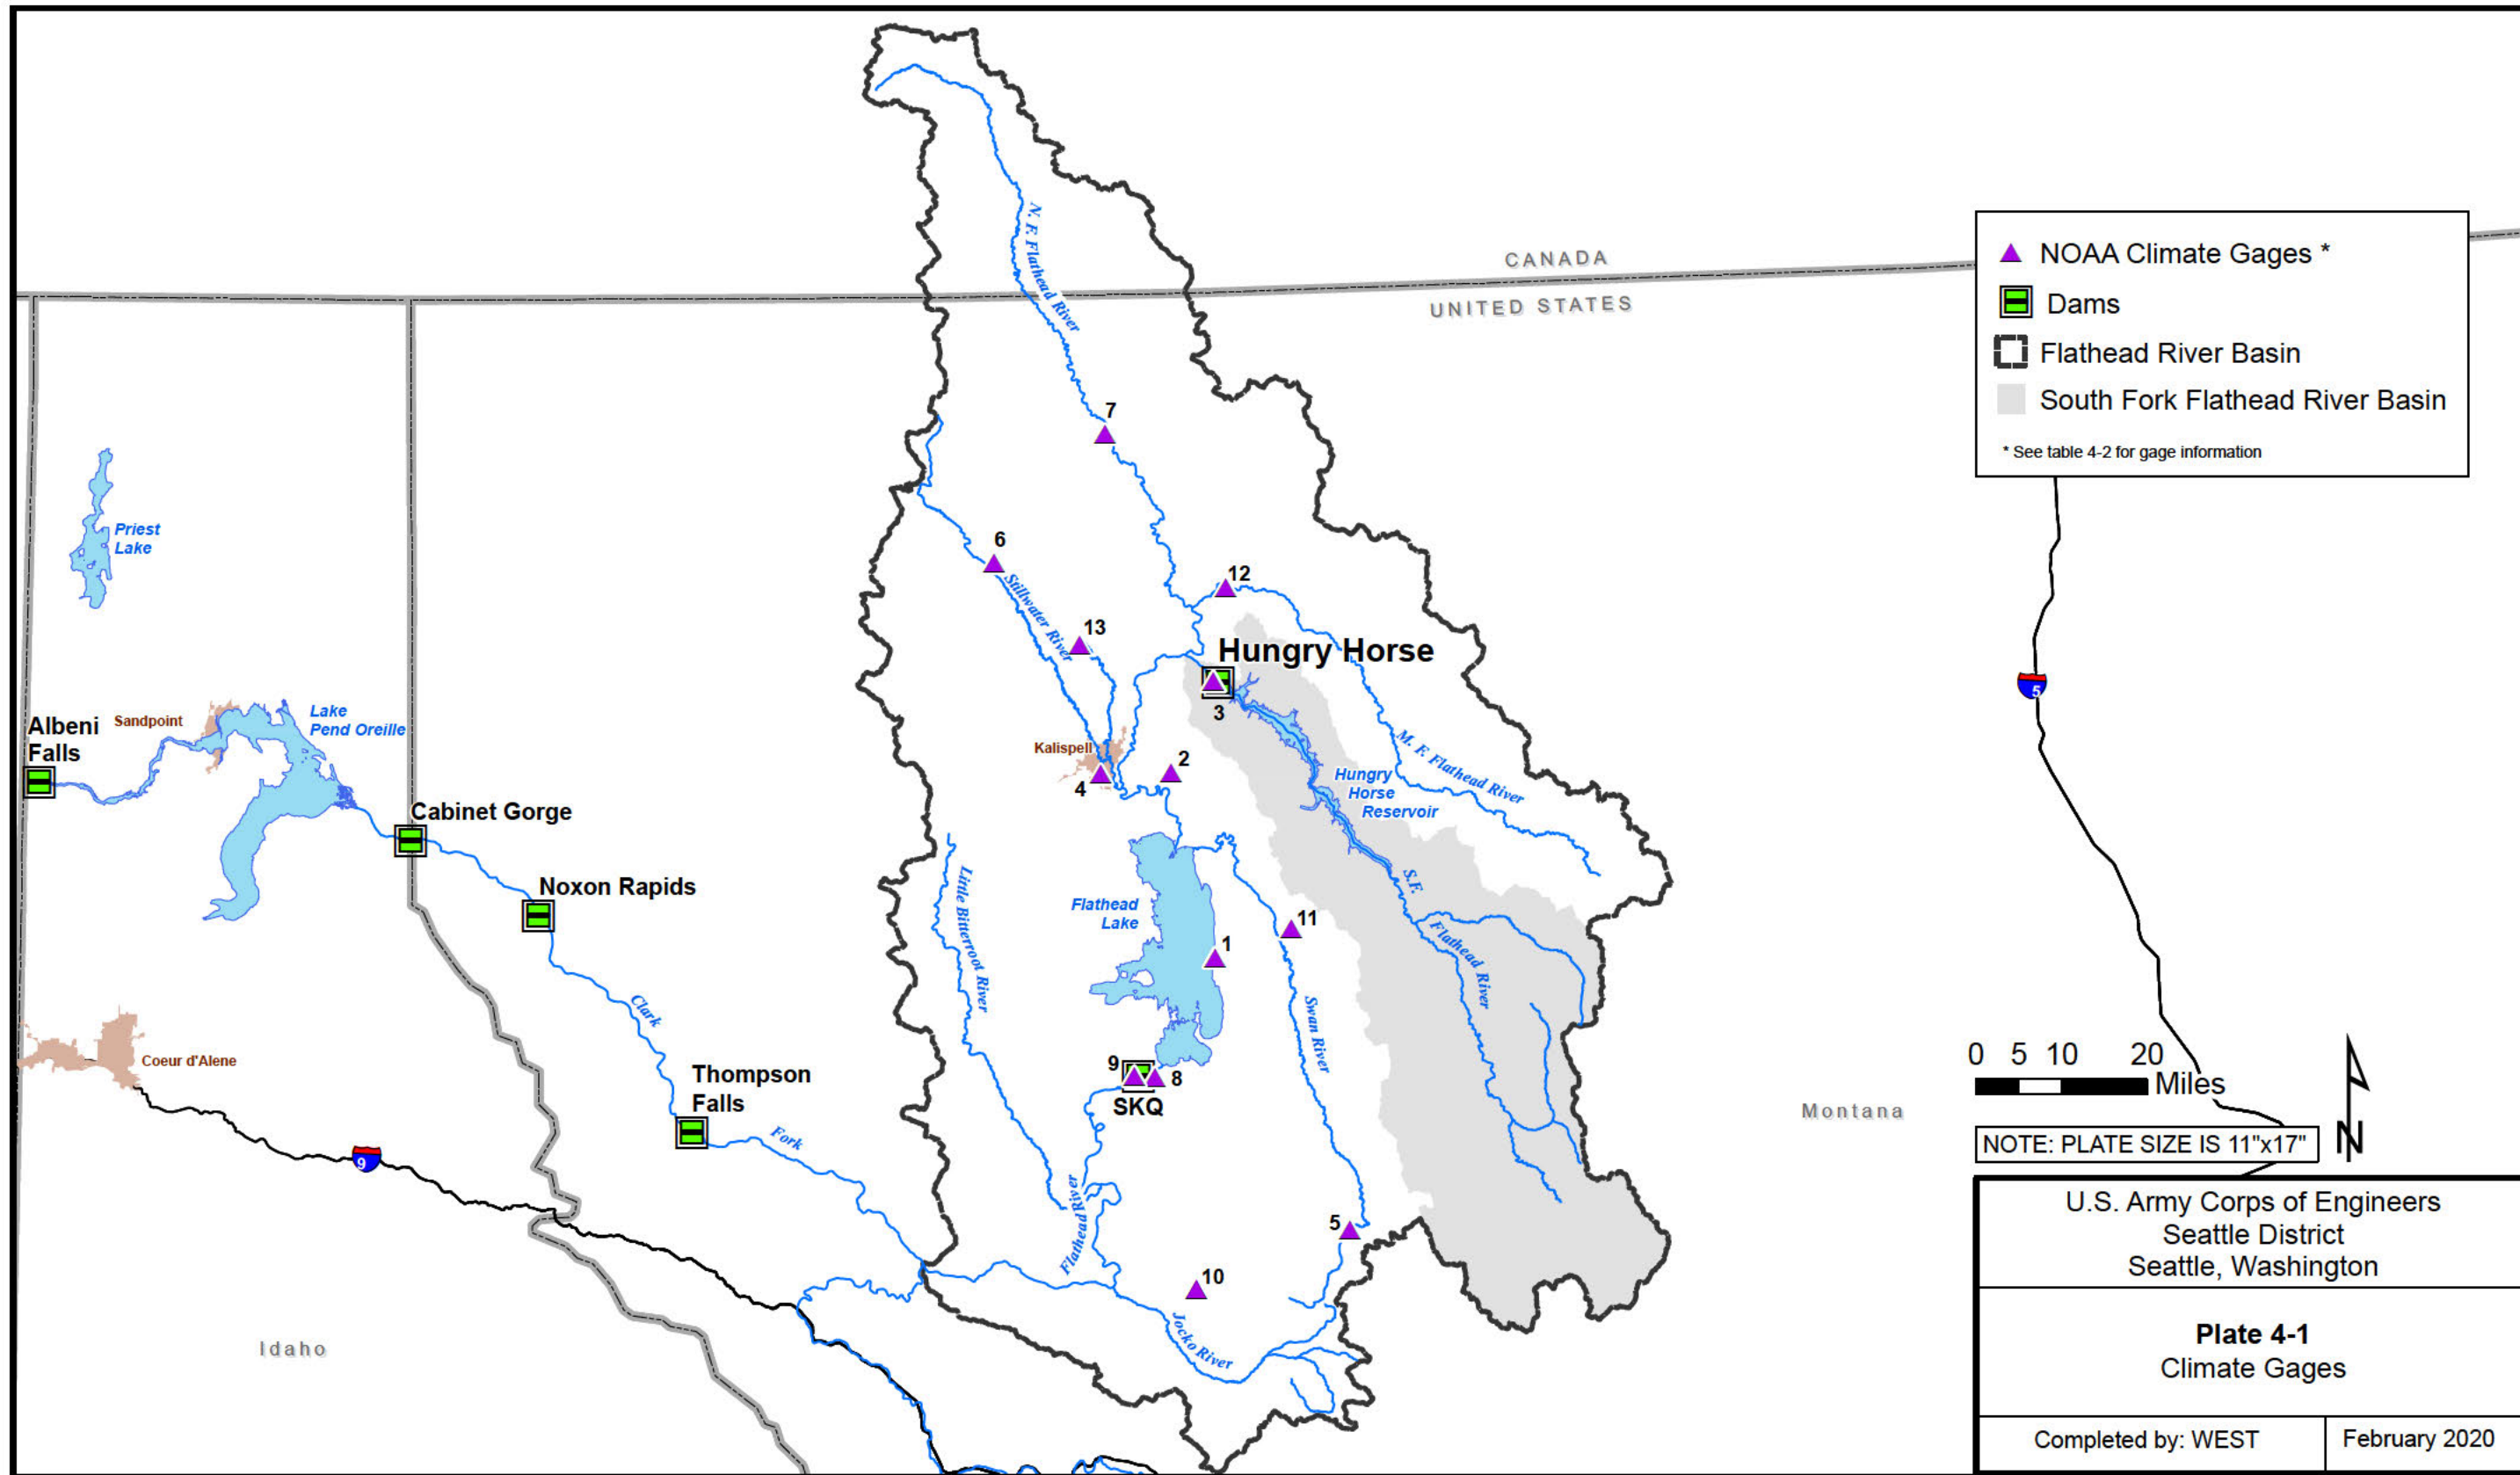 CANADA
UNITED STATES
NOAA Climate Gages *
Dams
Flathead River Basin
South Fork Flathead River Basin
* See table 4-2 for gage information
N. F. Flathead River
7
Priest
Lake
6
Stillwater River
12
13
Hungry Horse
3
5
Albeni
Falls
Sandpoint
Lake
Pend Oreille
Kalispell
4
2
M. F. Flathead River
Hungry
Horse
Reservoir
Cabinet Gorge
Noxon Rapids
Little Bitterroot River
Flathead
Lake
1
11
S.F.
Flathead River
Swan River
Clark
Coeur d'Alene
Thompson
Falls
Fork
9
9
8
SKQ
Montana
0 5 10 20
Miles
N
NOTE: PLATE SIZE IS 11"x17"
Flathead River
5
10
Jocko River
Idaho
U.S. Army Corps of Engineers
Seattle District
Seattle, Washington
Plate 4-1
Climate Gages
Completed by: WEST
February 2020